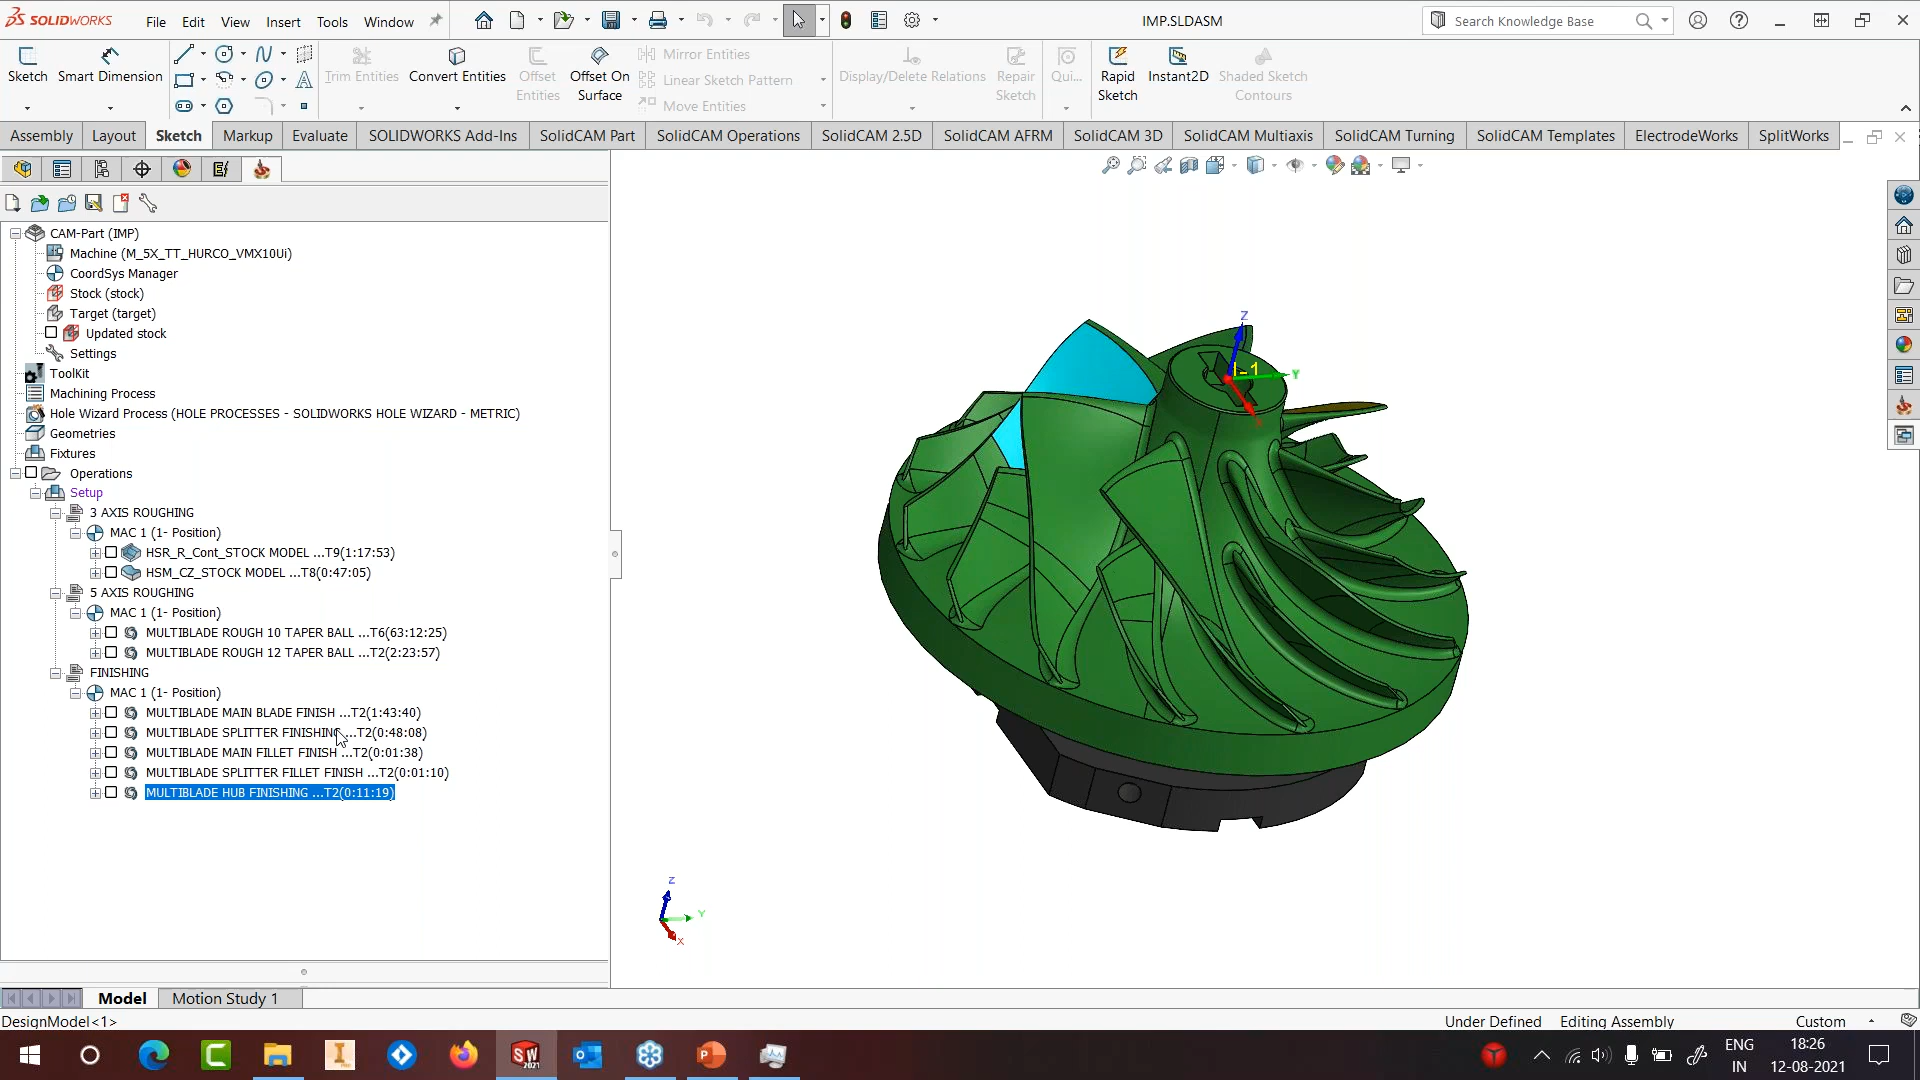 SOLIDWORKS
File Edit View Insert Tools Window
IMP.SLDASM
Search Knowledge Base
Sketch
Smart Dimension
Trim Entities
Convert Entities
Offset
Entities
Offset On
Surface
Mirror Entities
Linear Sketch Pattern
Move Entities
Display/Delete Relations
Repair
Sketch
Qui...
Rapid
Sketch
Instant2D
Shaded Sketch
Contours
Assembly Layout Sketch Markup Evaluate SOLIDWORKS Add-Ins SolidCAM Part SolidCAM Operations SolidCAM 2.5D SolidCAM AFRM SolidCAM 3D SolidCAM Multiaxis SolidCAM Turning SolidCAM Templates ElectrodeWorks SplitWorks
CAM-Part (IMP)
Machine (M_5X_TT_HURCO_VMX10Ui)
CoordSys Manager
Stock (stock)
Target (target)
Updated stock
Settings
ToolKit
Machining Process
Hole Wizard Process (HOLE PROCESSES - SOLIDWORKS HOLE WIZARD - METRIC)
Geometries
Fixtures
Operations
Setup
3 AXIS ROUGHING
MAC 1 (1- Position)
HSR_R_Cont_STOCK MODEL ...T9(1:17:53)
HSM_CZ_STOCK MODEL ...T8(0:47:05)
5 AXIS ROUGHING
MAC 1 (1- Position)
MULTIBLADE ROUGH 10 TAPER BALL ...T6(63:12:25)
MULTIBLADE ROUGH 12 TAPER BALL ...T2(2:23:57)
FINISHING
MAC 1 (1- Position)
MULTIBLADE MAIN BLADE FINISH ...T2(1:43:40)
MULTIBLADE SPLITTER FINISHING ...T2(0:48:08)
MULTIBLADE MAIN FILLET FINISH ...T2(0:01:38)
MULTIBLADE SPLITTER FILLET FINISH ...T2(0:01:10)
MULTIBLADE HUB FINISHING ...T2(0:11:19)
Z
1-1
Y
Z
Y
X
Model Motion Study 1
DesignModel<1>
Under Defined Editing Assembly Custom
SW
2021
ENG
IN
18:26
12-08-2021